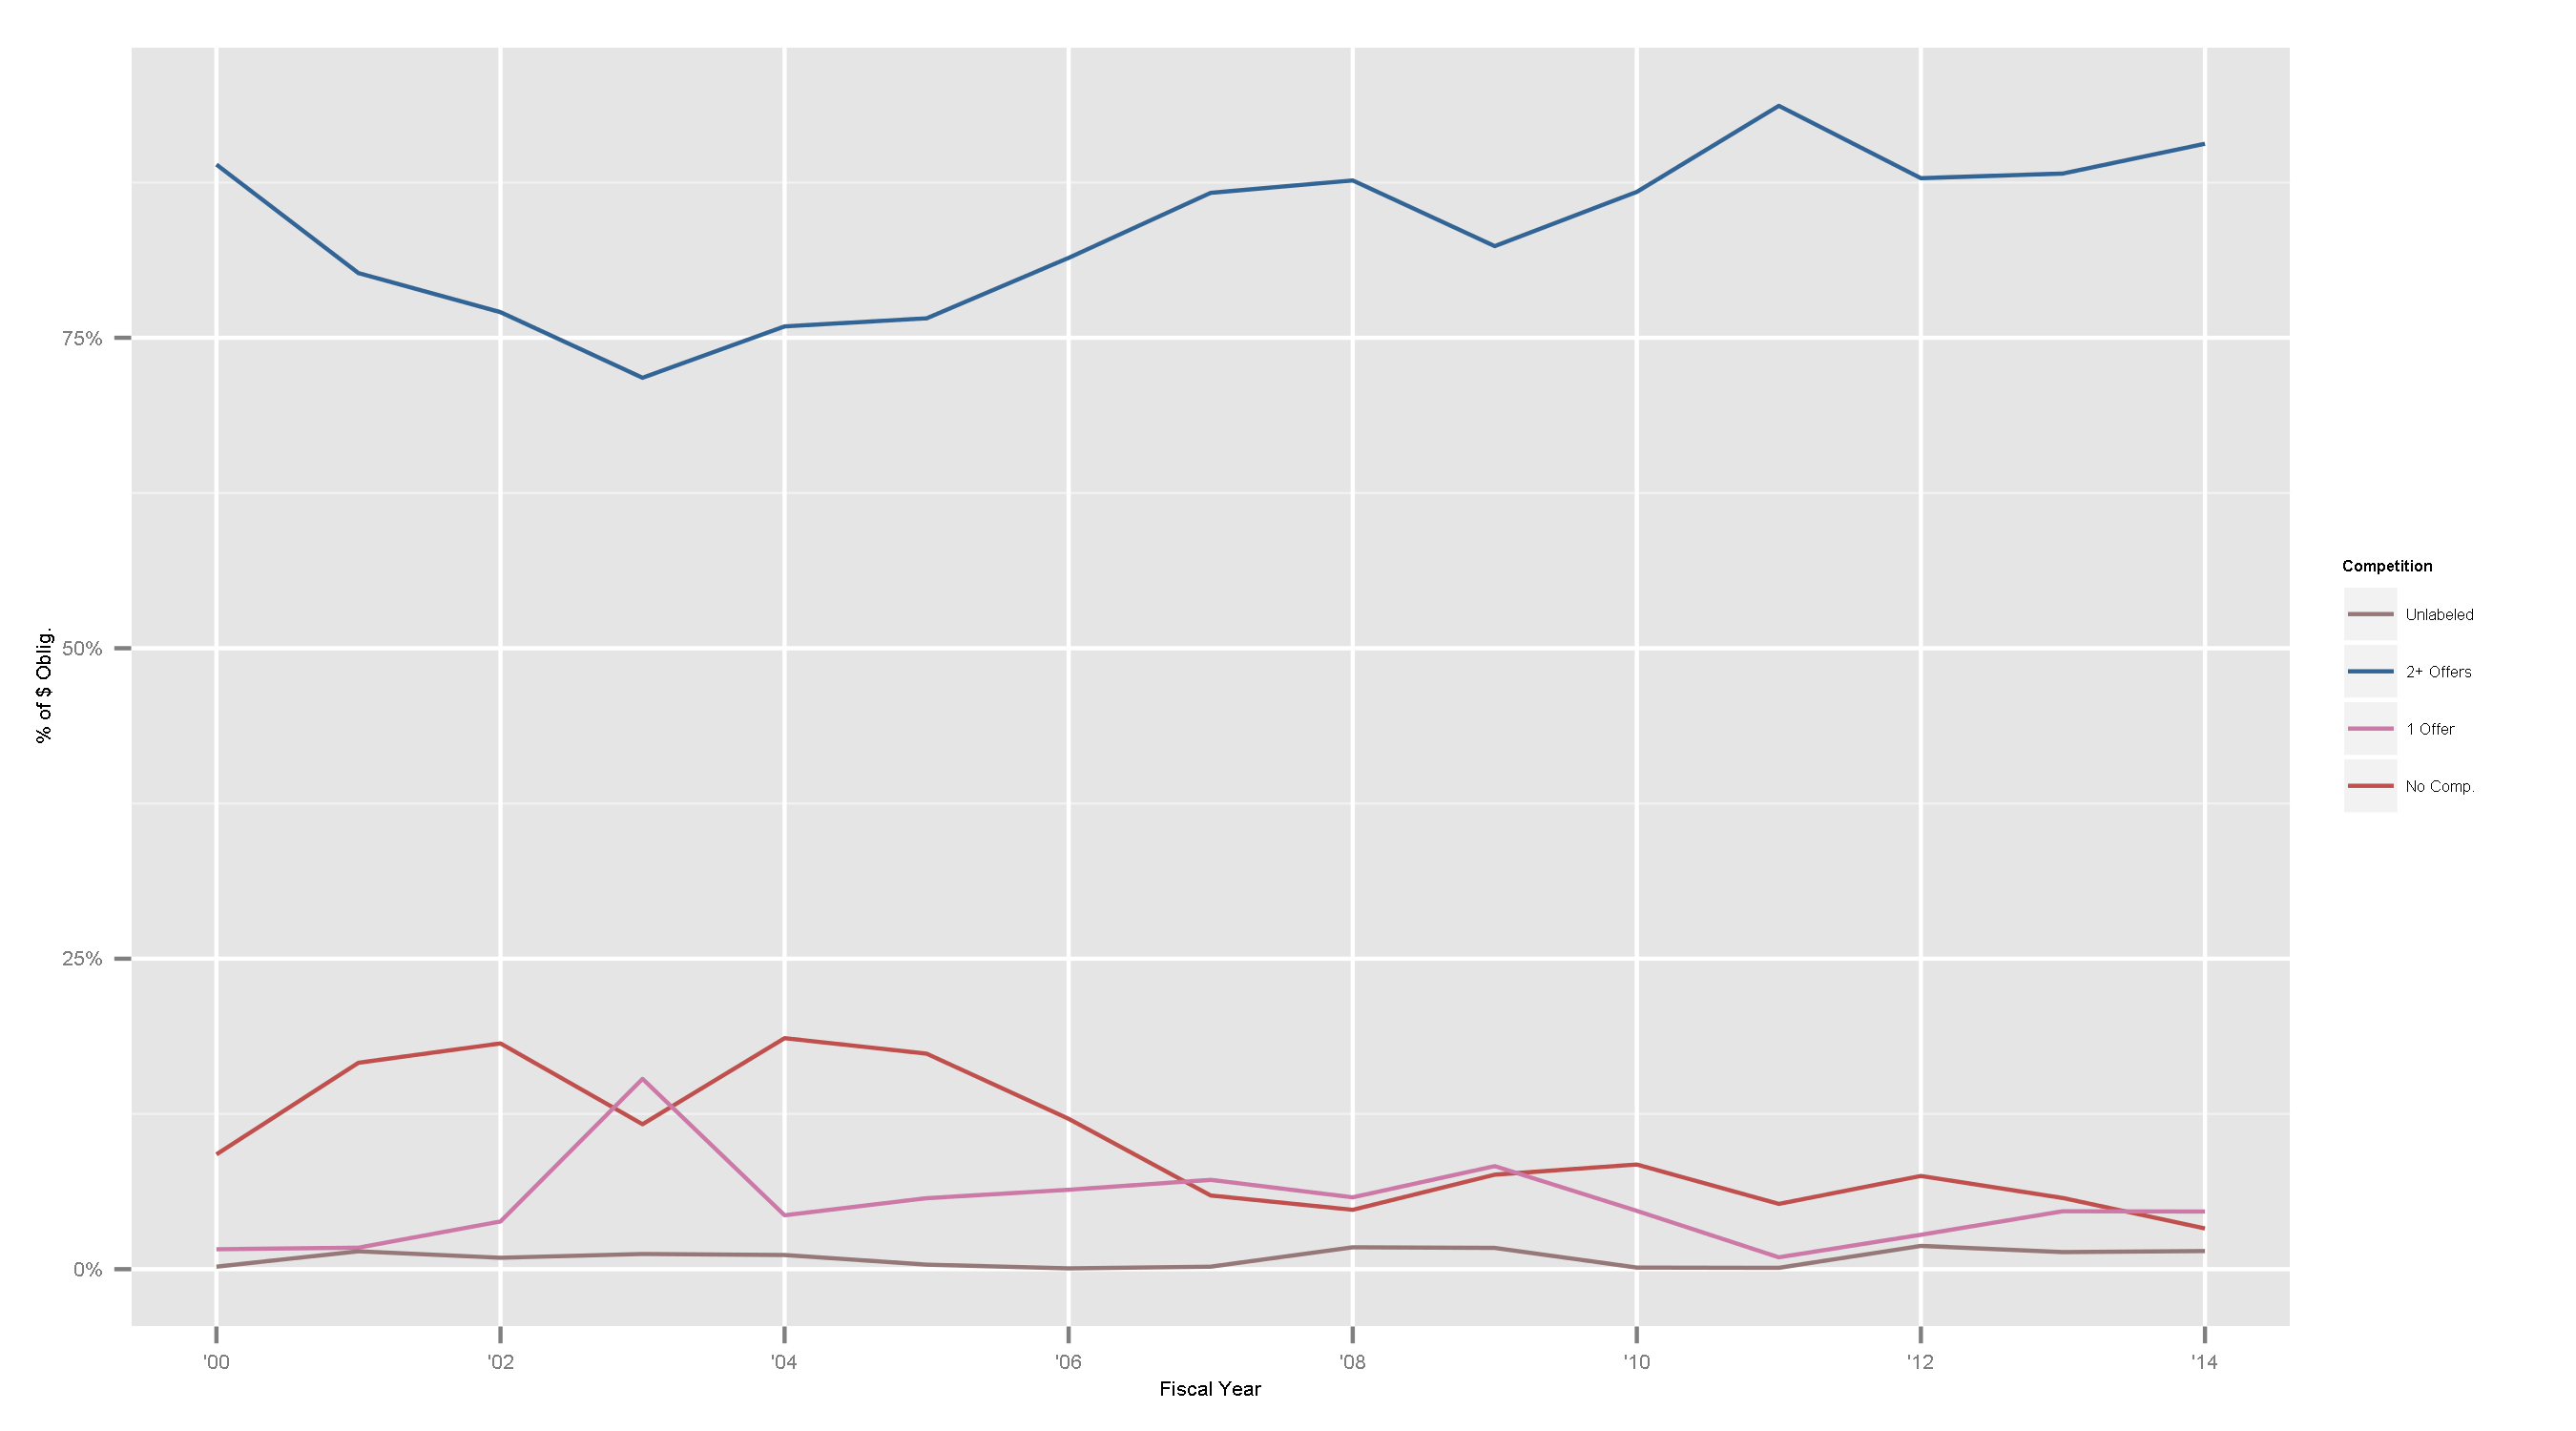 75%
50%
25%
0%
% of $ Oblig.
'00 '02 '04 '06 '08 '10 '12 '14
Fiscal Year
Competition
Unlabeled
2+ Offers
1 Offer
No Comp.